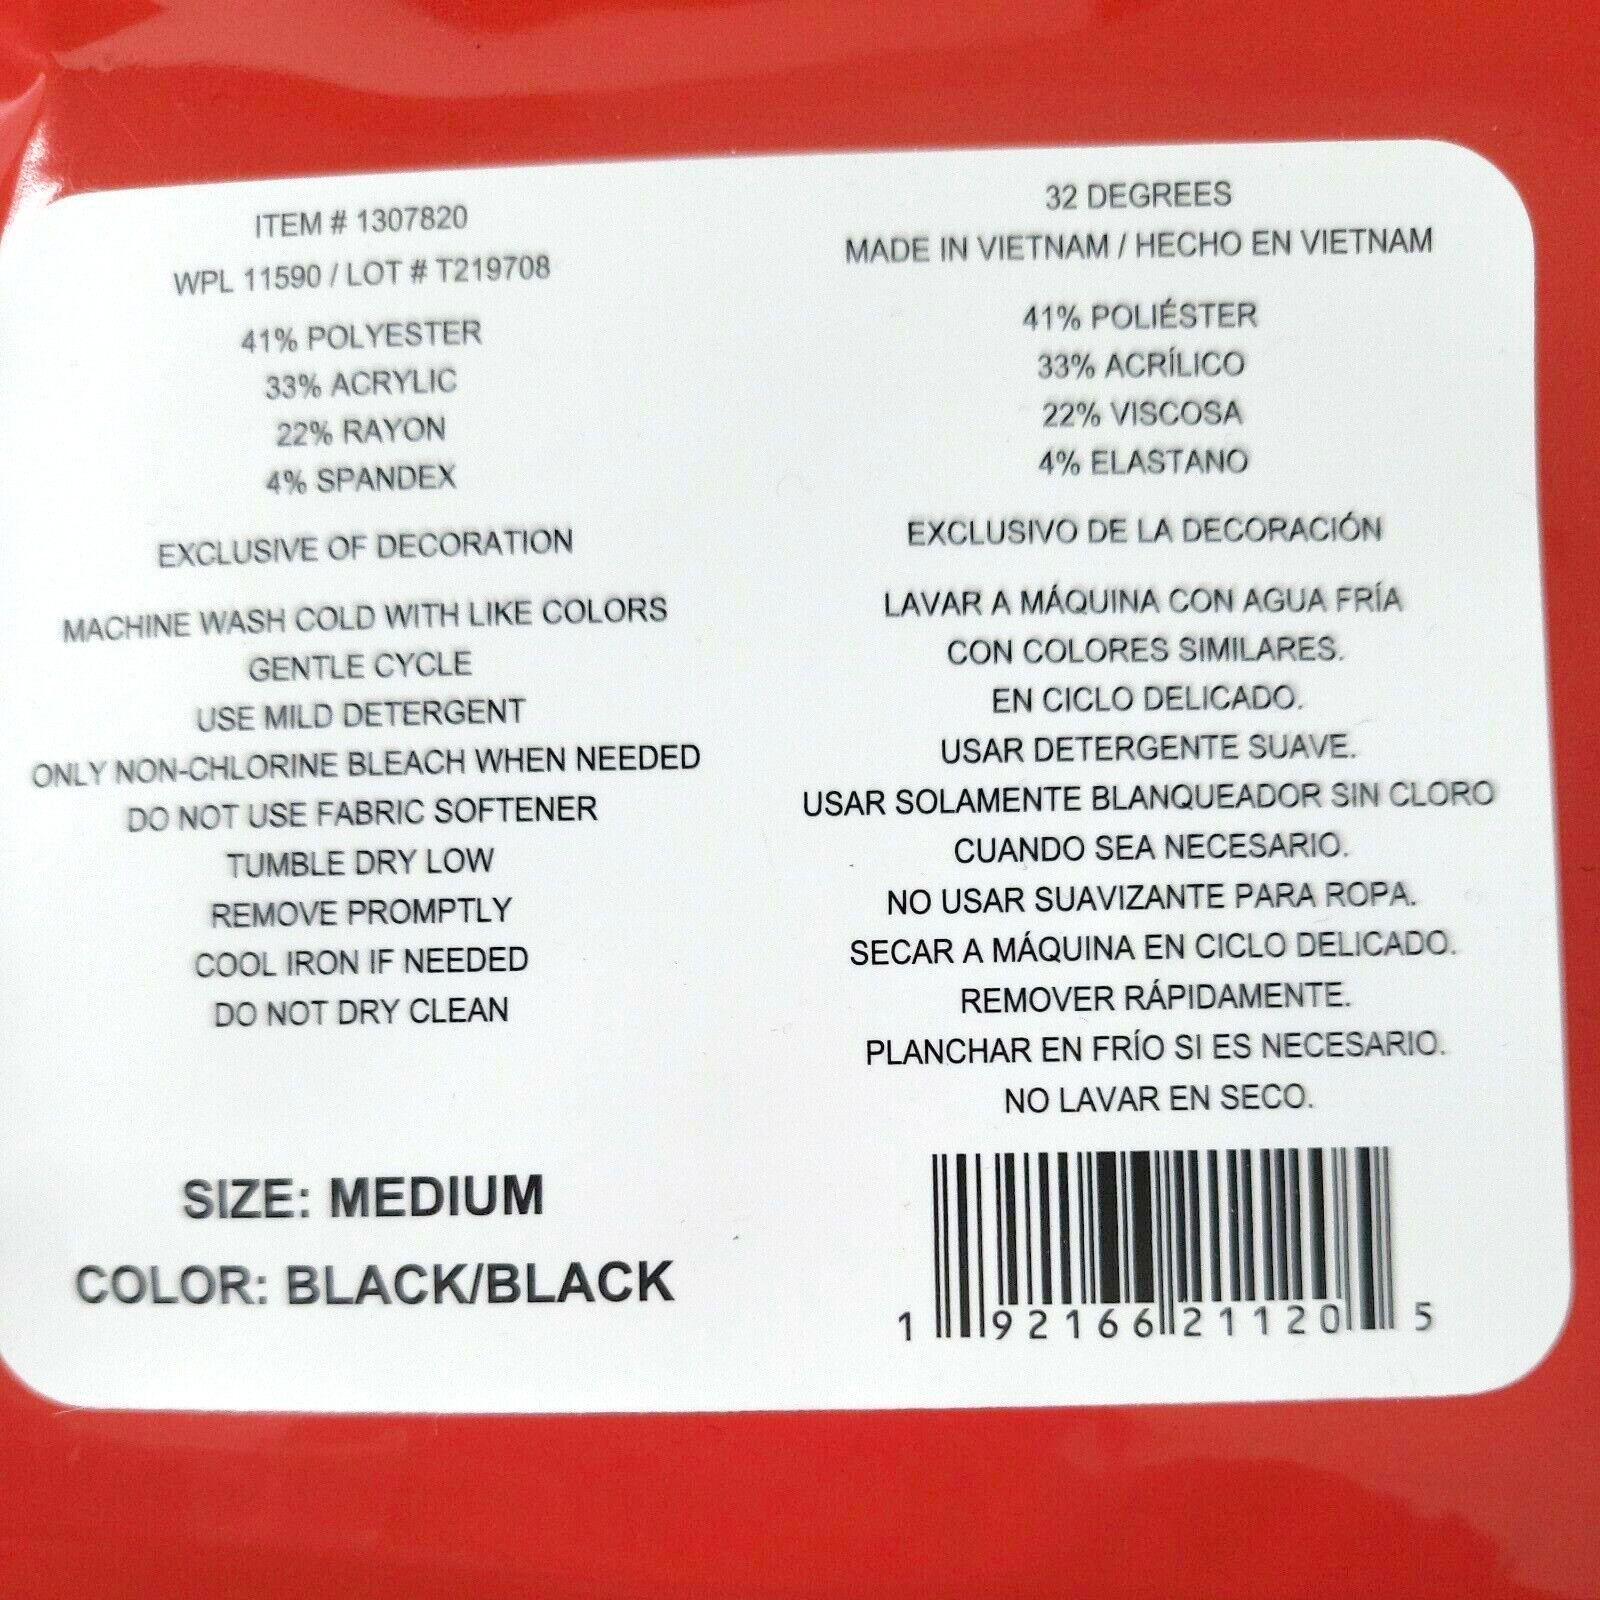 ITEM # 1307820
WPL 11590 / LOT # T219708
41% POLYESTER
33% ACRYLIC
22% RAYON
4% SPANDEX
EXCLUSIVE OF DECORATION
MACHINE WASH COLD WITH LIKE COLORS
GENTLE CYCLE
USE MILD DETERGENT
ONLY NON-CHLORINE BLEACH WHEN NEEDED
DO NOT USE FABRIC SOFTENER
TUMBLE DRY LOW
REMOVE PROMPTLY
COOL IRON IF NEEDED
DO NOT DRY CLEAN
SIZE: MEDIUM
COLOR: BLACK/BLACK
32 DEGREES
MADE IN VIETNAM / HECHO EN VIETNAM
41% POLIÉSTER
33% ACRÍLICO
22% VISCOSA
4% ELASTANO
EXCLUSIVO DE LA DECORACIÓN
LAVAR A MÁQUINA CON AGUA FRÍA
CON COLORES SIMILARES.
EN CICLO DELICADO.
USAR DETERGENTE SUAVE.
USAR SOLAMENTE BLANQUEADOR SIN CLORO
CUANDO SEA NECESARIO.
NO USAR SUAVIZANTE PARA ROPA.
SECAR A MÁQUINA EN CICLO DELICADO.
REMOVER RÁPIDAMENTE.
PLANCHAR EN FRÍO SI ES NECESARIO.
NO LAVAR EN SECO.
1 92166 21120 5